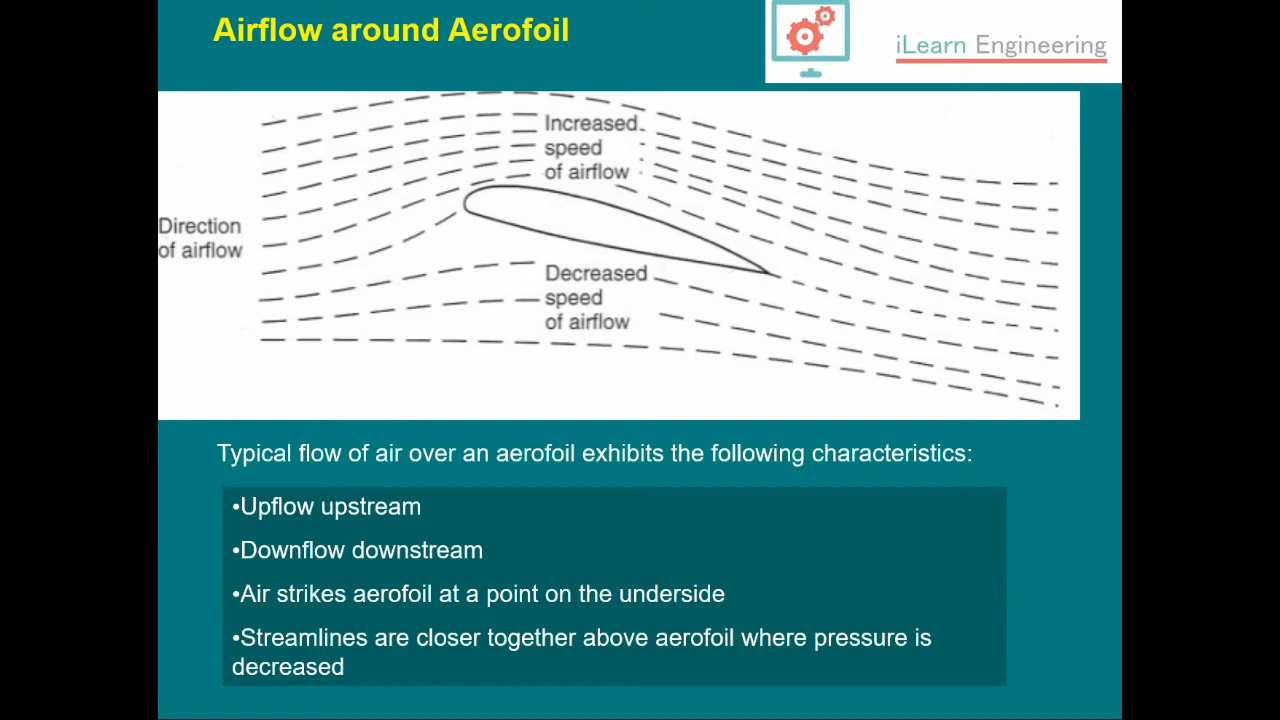 Airflow around Aerofoil
iLearn Engineering
Increased
speed
of airflow
Direction
of airflow
Decreased
speed
of airflow
Typical flow of air over an aerofoil exhibits the following characteristics:
•Upflow upstream
•Downflow downstream
•Air strikes aerofoil at a point on the underside
•Streamlines are closer together above aerofoil where pressure is
decreased